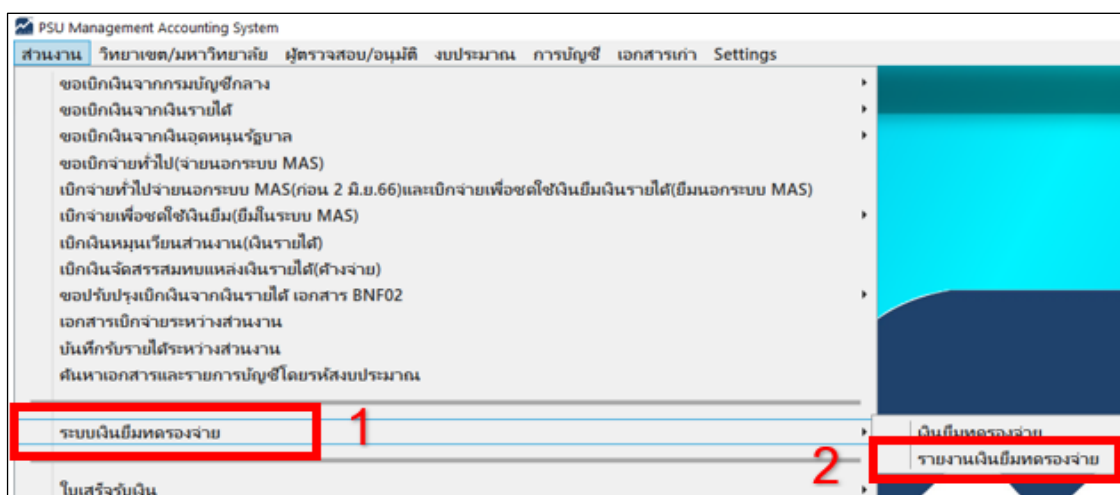 PSU Management Accounting System
ส่วนงาน วิทยาเขต/มหาวิทยาลัย ผู้ตรวจสอบ/อนุมัติ งบประมาณ การบัญชี เอกสารเก่า Settings
ขอเบิกเงินจากกรมบัญชีกลาง
ขอเบิกเงินจากเงินรายได้
ขอเบิกเงินจากเงินอุดหนุนรัฐบาล
ขอเบิกจ่ายทั่วไป(จ่ายนอกระบบ MAS)
เบิกจ่ายทั่วไปจ่ายนอกระบบ MAS(ก่อน 2 มิ.ย.66)และเบิกจ่ายเพื่อชดใช้เงินยืมเงินรายได้(ยืมนอกระบบ MAS)
เบิกจ่ายเพื่อชดใช้เงินยืม(ยืมในระบบ MAS)
เบิกเงินหมุนเวียนส่วนงาน(เงินรายได้)
เบิกเงินจัดสรรสมทบแหล่งเงินรายได้(ค้างจ่าย)
ขอปรับปรุงเบิกเงินจากเงินรายได้ เอกสาร BNF02
เอกสารเบิกจ่ายระหว่างส่วนงาน
บันทึกรับรายได้ระหว่างส่วนงาน
ค้นหาเอกสารและรายการบัญชีโดยรหัสงบประมาณ
ระบบเงินยืมทดรองจ่าย 1
เงินยืมทดรองจ่าย
2 รายงานเงินยืมทดรองจ่าย
ใบเสร็จรับเงิน